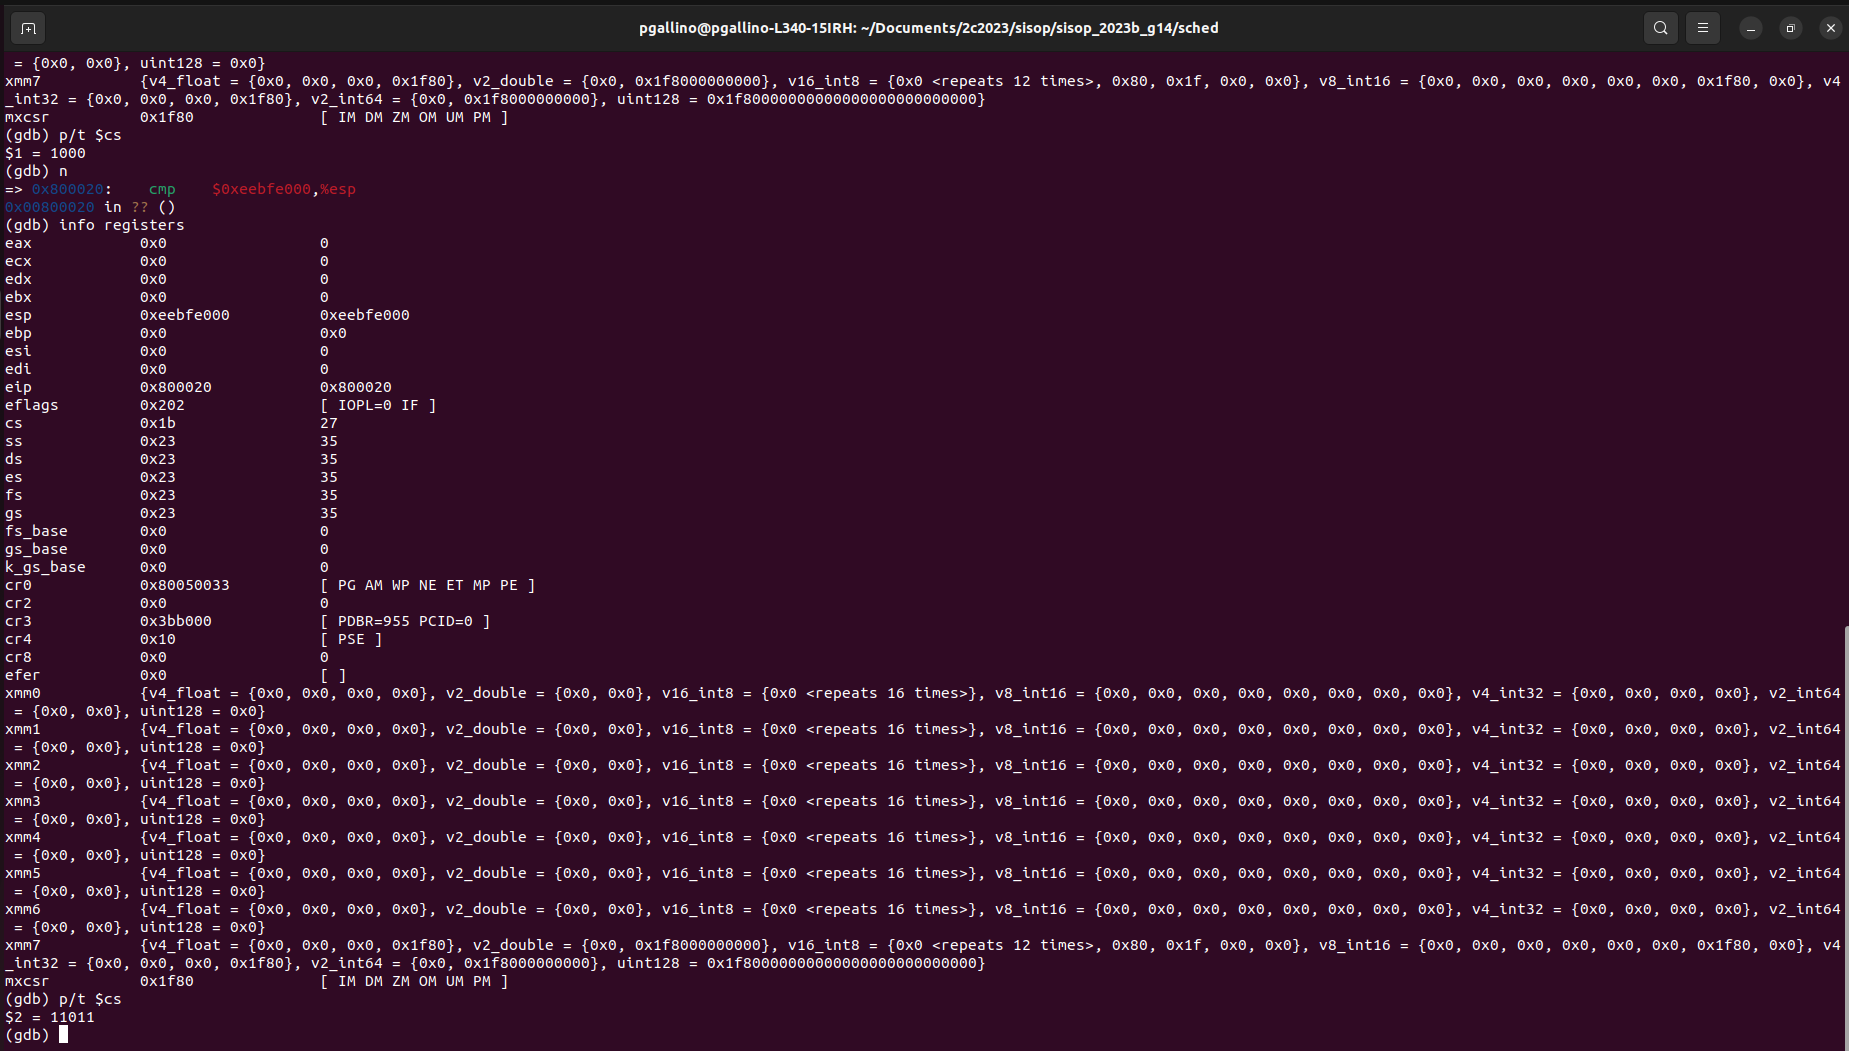 pgallino@pgallino-L340-15IRH: ~/Documents/2c2023/sisop/sisop_2023b_g14/sched
 = {0x0, 0x0}, uint128 = 0x0}
xmm7           {v4_float = {0x0, 0x0, 0x0, 0x1f80}, v2_double = {0x0, 0x1f8000000000}, v16_int8 = {0x0 <repeats 12 times>, 0x80, 0x1f, 0x0, 0x0}, v8_int16 = {0x0, 0x0, 0x0, 0x0, 0x0, 0x0, 0x1f80, 0x0}, v4
_int32 = {0x0, 0x0, 0x0, 0x1f80}, v2_int64 = {0x0, 0x1f8000000000}, uint128 = 0x1f80000000000000000000000000}
mxcsr          0x1f80              [ IM DM ZM OM UM PM ]
(gdb) p/t $cs
$1 = 1000
(gdb) n
=> 0x800020:    cmp    $0xeebfe000,%esp
0x00800020 in ?? ()
(gdb) info registers
eax            0x0                 0
ecx            0x0                 0
edx            0x0                 0
ebx            0x0                 0
esp            0xeebfe000          0xeebfe000
ebp            0x0                 0x0
esi            0x0                 0
edi            0x0                 0
eip            0x800020            0x800020
eflags         0x202               [ IOPL=0 IF ]
cs             0x1b                27
ss             0x23                35
ds             0x23                35
es             0x23                35
fs             0x23                35
gs             0x23                35
fs_base        0x0                 0
gs_base        0x0                 0
k_gs_base      0x0                 0
cr0            0x80050033          [ PG AM WP NE ET MP PE ]
cr2            0x0                 0
cr3            0x3bb000            [ PDBR=955 PCID=0 ]
cr4            0x10                [ PSE ]
cr8            0x0                 0
efer           0x0                 [ ]
xmm0           {v4_float = {0x0, 0x0, 0x0, 0x0}, v2_double = {0x0, 0x0}, v16_int8 = {0x0 <repeats 16 times>}, v8_int16 = {0x0, 0x0, 0x0, 0x0, 0x0, 0x0, 0x0, 0x0}, v4_int32 = {0x0, 0x0, 0x0, 0x0}, v2_int64
 = {0x0, 0x0}, uint128 = 0x0}
xmm1           {v4_float = {0x0, 0x0, 0x0, 0x0}, v2_double = {0x0, 0x0}, v16_int8 = {0x0 <repeats 16 times>}, v8_int16 = {0x0, 0x0, 0x0, 0x0, 0x0, 0x0, 0x0, 0x0}, v4_int32 = {0x0, 0x0, 0x0, 0x0}, v2_int64
 = {0x0, 0x0}, uint128 = 0x0}
xmm2           {v4_float = {0x0, 0x0, 0x0, 0x0}, v2_double = {0x0, 0x0}, v16_int8 = {0x0 <repeats 16 times>}, v8_int16 = {0x0, 0x0, 0x0, 0x0, 0x0, 0x0, 0x0, 0x0}, v4_int32 = {0x0, 0x0, 0x0, 0x0}, v2_int64
 = {0x0, 0x0}, uint128 = 0x0}
xmm3           {v4_float = {0x0, 0x0, 0x0, 0x0}, v2_double = {0x0, 0x0}, v16_int8 = {0x0 <repeats 16 times>}, v8_int16 = {0x0, 0x0, 0x0, 0x0, 0x0, 0x0, 0x0, 0x0}, v4_int32 = {0x0, 0x0, 0x0, 0x0}, v2_int64
 = {0x0, 0x0}, uint128 = 0x0}
xmm4           {v4_float = {0x0, 0x0, 0x0, 0x0}, v2_double = {0x0, 0x0}, v16_int8 = {0x0 <repeats 16 times>}, v8_int16 = {0x0, 0x0, 0x0, 0x0, 0x0, 0x0, 0x0, 0x0}, v4_int32 = {0x0, 0x0, 0x0, 0x0}, v2_int64
 = {0x0, 0x0}, uint128 = 0x0}
xmm5           {v4_float = {0x0, 0x0, 0x0, 0x0}, v2_double = {0x0, 0x0}, v16_int8 = {0x0 <repeats 16 times>}, v8_int16 = {0x0, 0x0, 0x0, 0x0, 0x0, 0x0, 0x0, 0x0}, v4_int32 = {0x0, 0x0, 0x0, 0x0}, v2_int64
 = {0x0, 0x0}, uint128 = 0x0}
xmm6           {v4_float = {0x0, 0x0, 0x0, 0x0}, v2_double = {0x0, 0x0}, v16_int8 = {0x0 <repeats 16 times>}, v8_int16 = {0x0, 0x0, 0x0, 0x0, 0x0, 0x0, 0x0, 0x0}, v4_int32 = {0x0, 0x0, 0x0, 0x0}, v2_int64
 = {0x0, 0x0}, uint128 = 0x0}
xmm7           {v4_float = {0x0, 0x0, 0x0, 0x1f80}, v2_double = {0x0, 0x1f8000000000}, v16_int8 = {0x0 <repeats 12 times>, 0x80, 0x1f, 0x0, 0x0}, v8_int16 = {0x0, 0x0, 0x0, 0x0, 0x0, 0x0, 0x1f80, 0x0}, v4
_int32 = {0x0, 0x0, 0x0, 0x1f80}, v2_int64 = {0x0, 0x1f8000000000}, uint128 = 0x1f80000000000000000000000000}
mxcsr          0x1f80              [ IM DM ZM OM UM PM ]
(gdb) p/t $cs
$2 = 11011
(gdb)